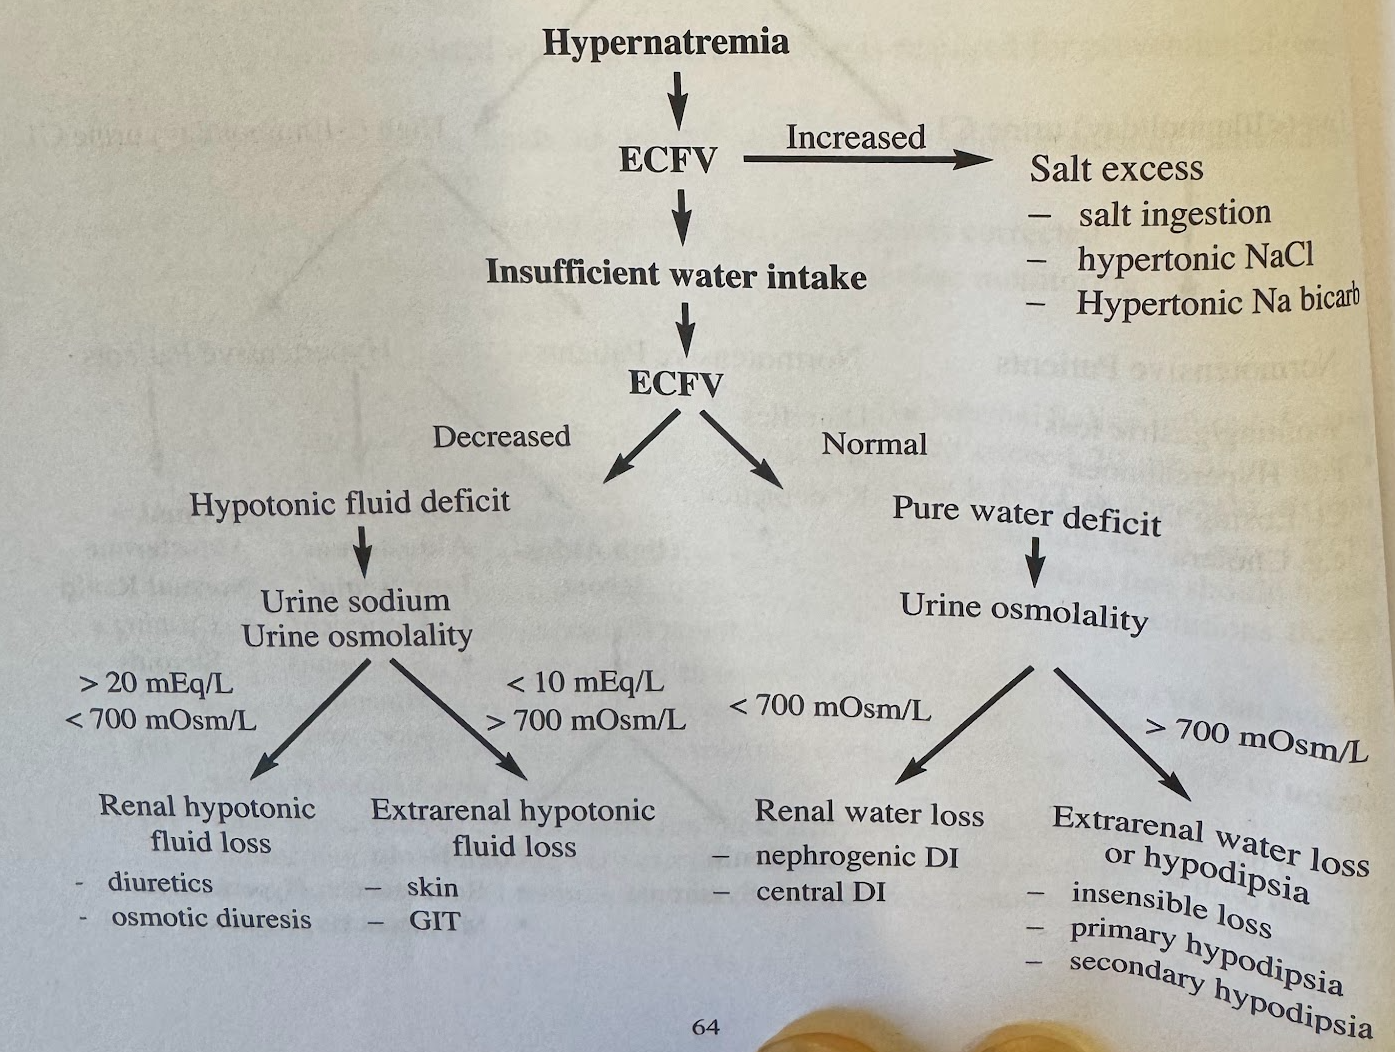 Hypernatremia
ECFV
Increased
Salt excess
– salt ingestion
– hypertonic NaCl
– Hypertonic Na bicarb
Insufficient water intake
ECFV
Decreased
Normal
Hypotonic fluid deficit
Urine sodium
Urine osmolality
> 20 mEq/L
< 700 mOsm/L
< 10 mEq/L
> 700 mOsm/L
Renal hypotonic
fluid loss
- diuretics
- osmotic diuresis
Extrarenal hypotonic
fluid loss
– skin
– GIT
Pure water deficit
Urine osmolality
< 700 mOsm/L
> 700 mOsm/L
Renal water loss
– nephrogenic DI
– central DI
Extrarenal water loss
or hypodipsia
– insensible loss
– primary hypodipsia
– secondary hypodipsia
64